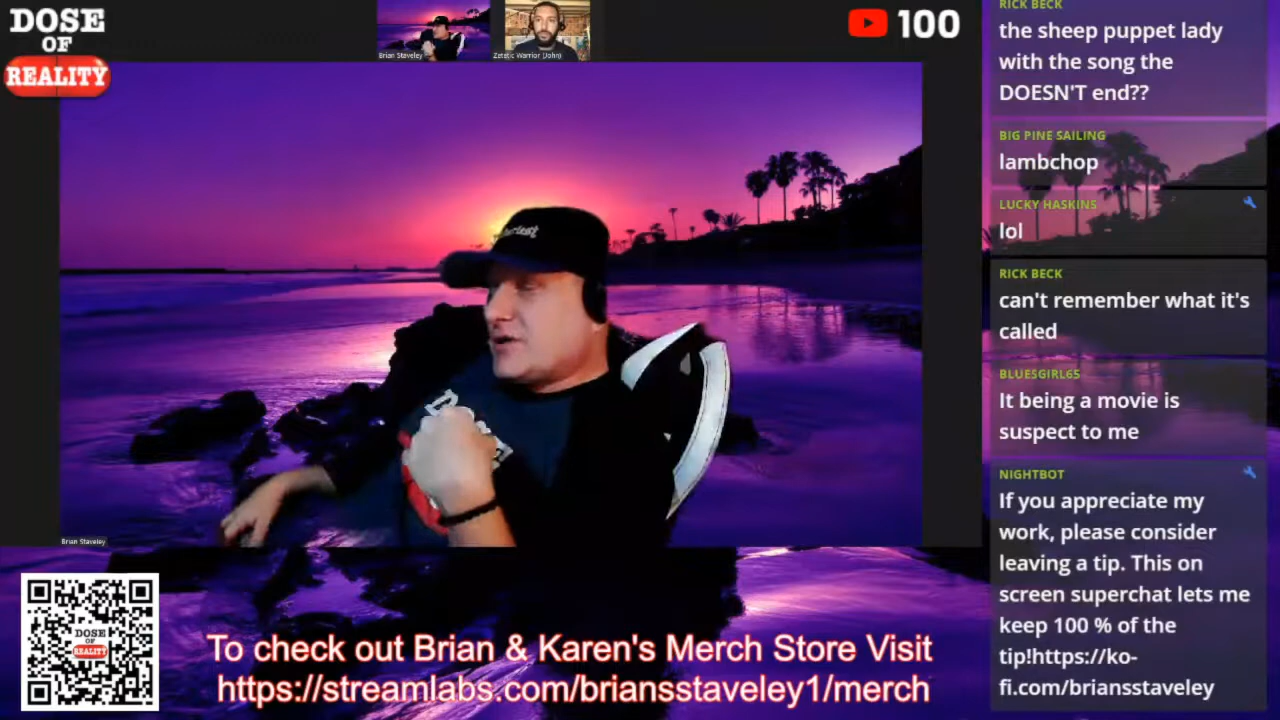 DOSE
OF
REALITY
Brian Staveley
Zetetic Warrior (John)
100
Brian Staveley
DOSE
OF
REALITY
To check out Brian & Karen's Merch Store Visit
https://streamlabs.com/briansstaveley1/merch
RICK BECK
the sheep puppet lady
with the song the
DOESN'T end??
BIG PINE SAILING
lambchop
LUCKY HASKINS
lol
RICK BECK
can't remember what it's
called
BLUESGIRL65
It being a movie is
suspect to me
NIGHTBOT
If you appreciate my
work, please consider
leaving a tip. This on
screen superchat lets me
keep 100 % of the
tip!https://ko-
fi.com/briansstaveley